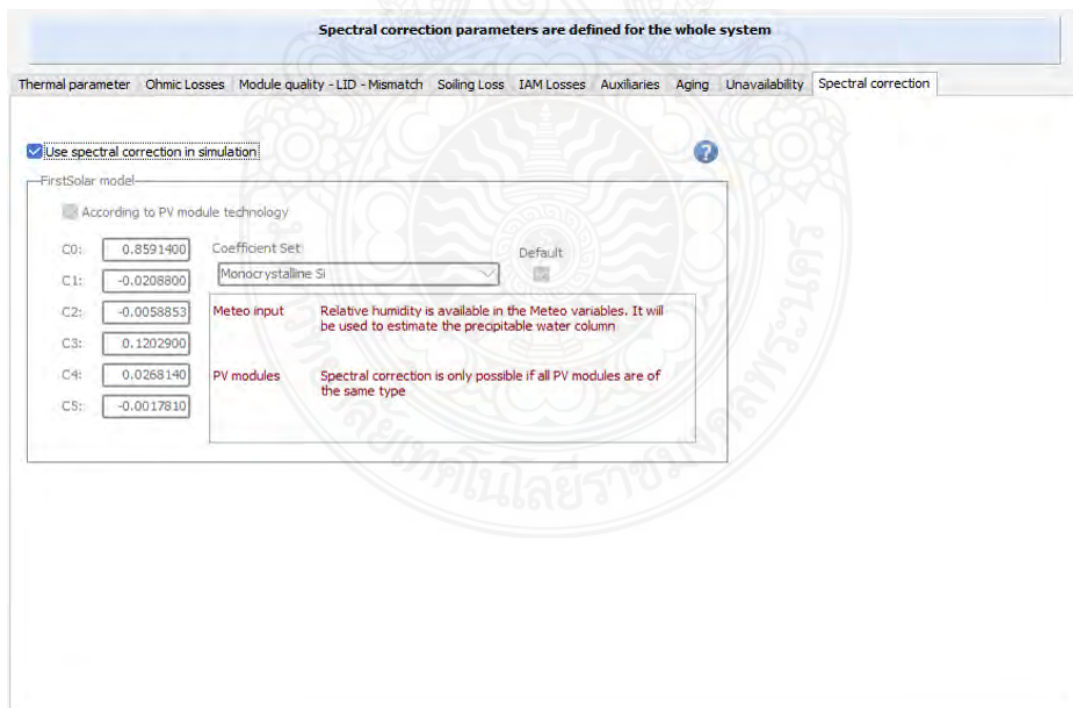 Spectral correction parameters are defined for the whole system
Thermal parameter Ohmic Losses Module quality - LID - Mismatch Soiling Loss IAM Losses Auxiliaries Aging Unavailability Spectral correction
Use spectral correction in simulation
?
FirstSolar model
According to PV module technology
C0: 0.8591400 Coefficient Set Default
C1: -0.0208800 Monocrystalline Si
C2: -0.0058853 Meteo input Relative humidity is available in the Meteo variables. It will
be used to estimate the precipitable water column
C3: 0.1202900
C4: 0.0268140 PV modules Spectral correction is only possible if all PV modules are of
the same type
C5: -0.0017810